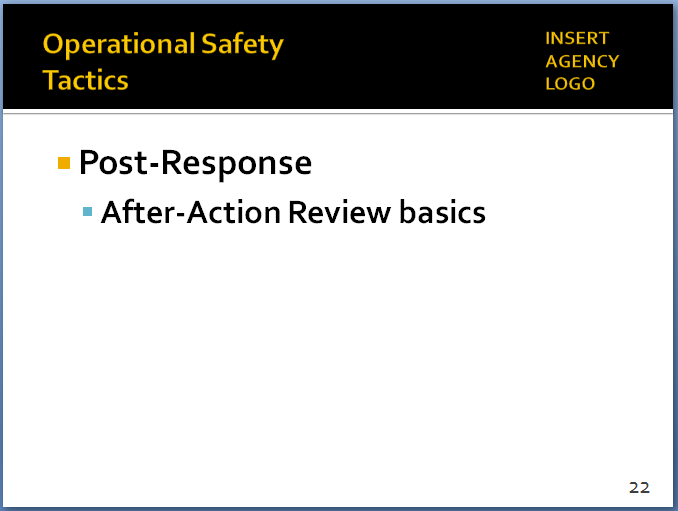 Operational Safety
Tactics
INSERT
AGENCY
LOGO
Post-Response
After-Action Review basics
22